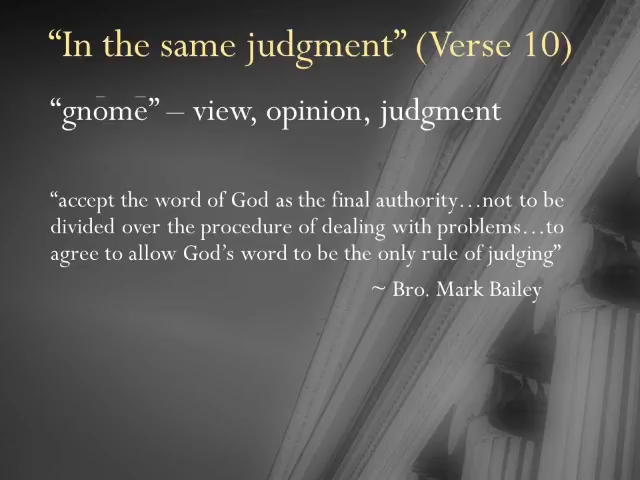 “In the same judgment” (Verse 10)
“gnōmē” – view, opinion, judgment
“accept the word of God as the final authority…not to be
divided over the procedure of dealing with problems…to
agree to allow God’s word to be the only rule of judging”
~ Bro. Mark Bailey